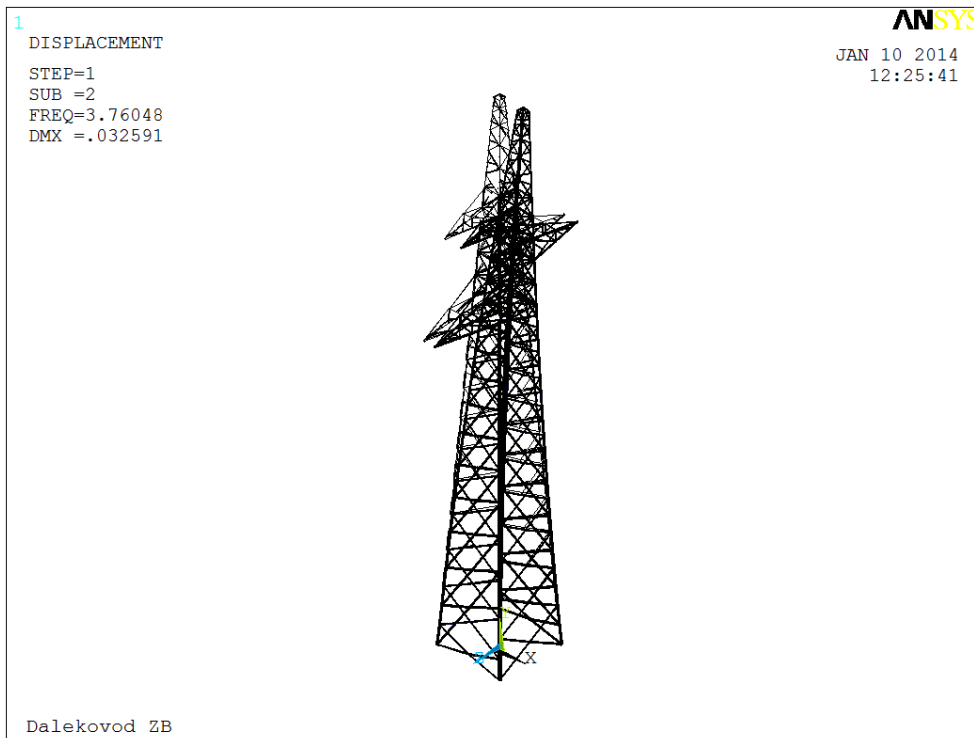 1
DISPLACEMENT
STEP=1
SUB =2
FREQ=3.76048
DMX =.032591
ANSYS
JAN 10 2014
12:25:41
Y
Z
X
Dalekovod ZB